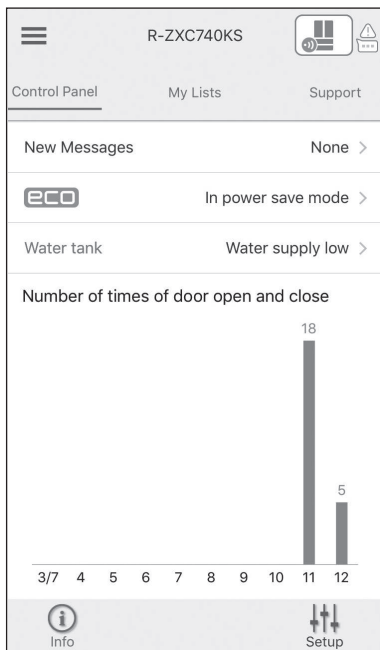 R-ZXC740KS
Control Panel My Lists Support
New Messages None >
eco In power save mode >
Water tank Water supply low >
Number of times of door open and close
18
5
3/7 4 5 6 7 8 9 10 11 12
Info Setup